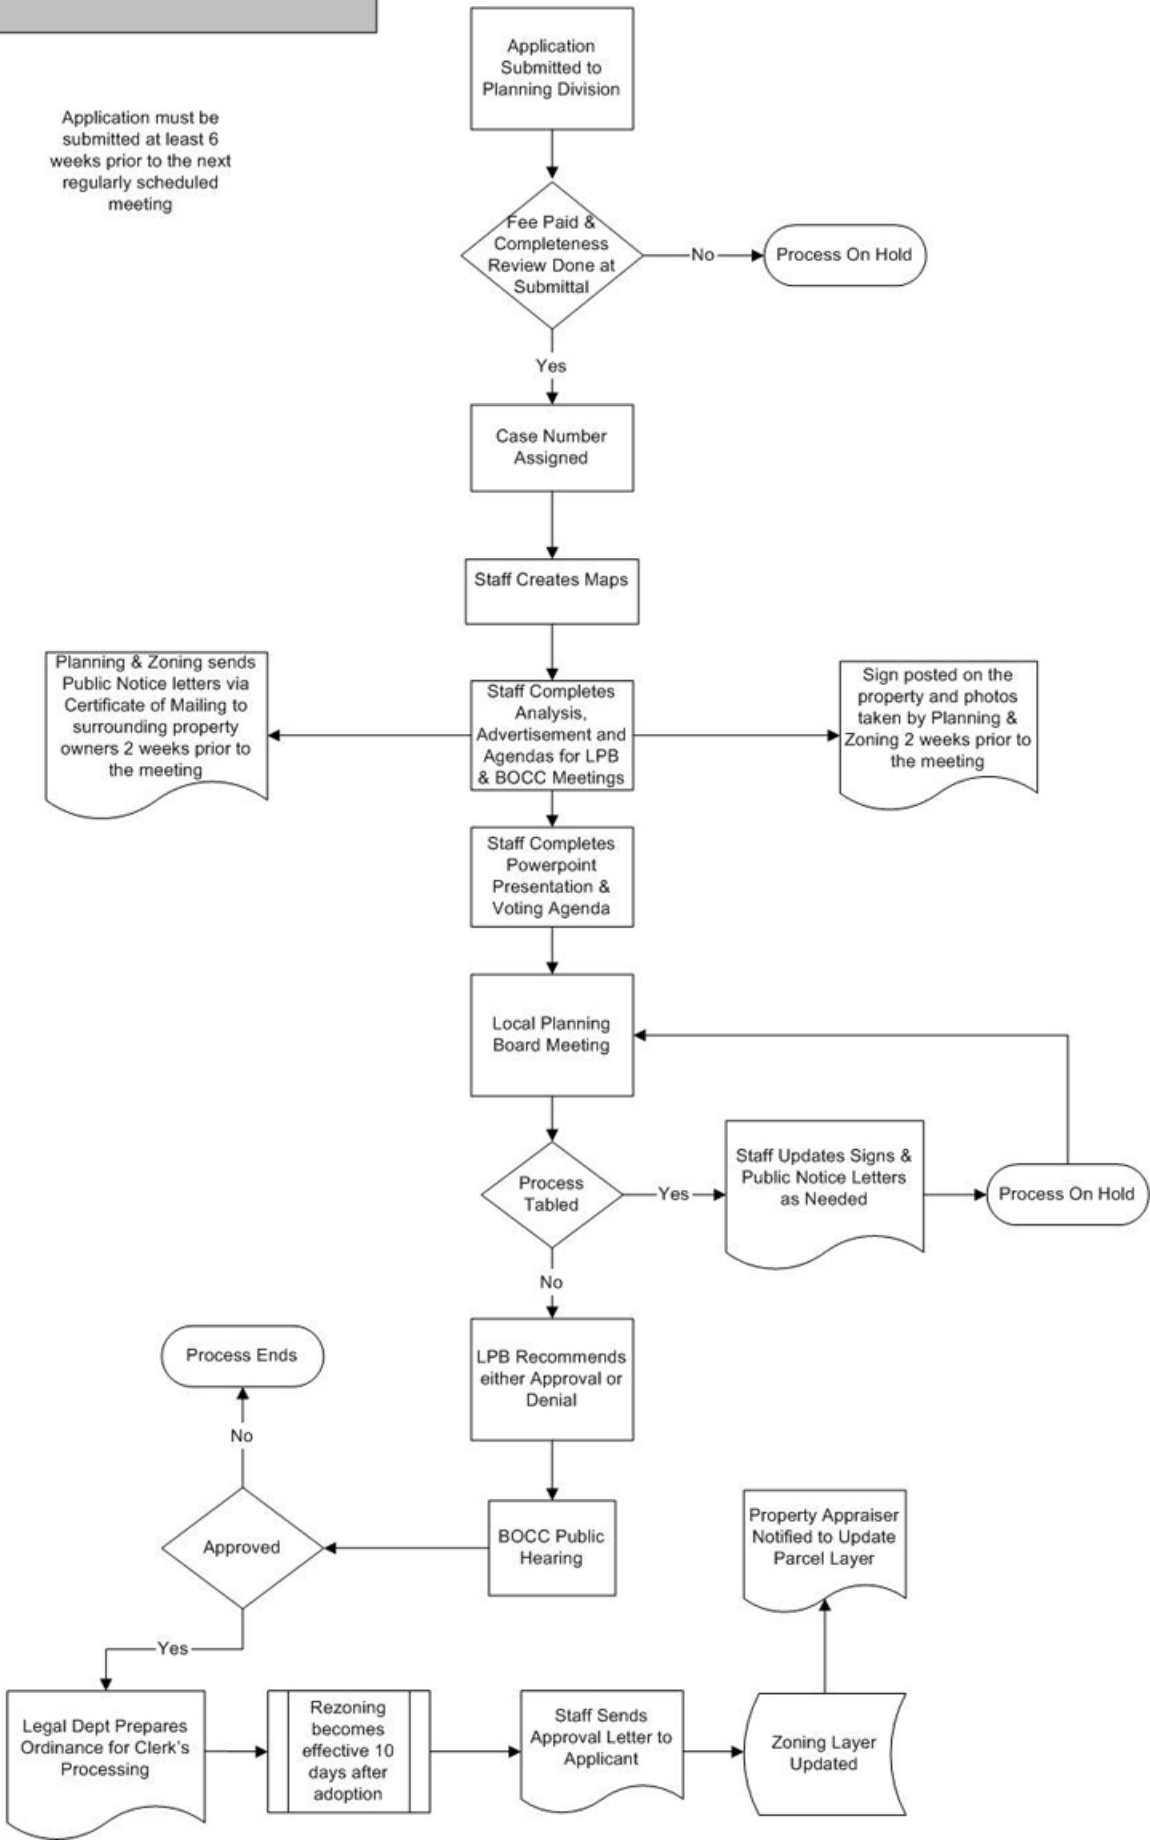 Application
Submitted to
Planning Division
Application must be
submitted at least 6
weeks prior to the next
regularly scheduled
meeting
Fee Paid &
Completeness
Review Done at
Submittal
No
Process On Hold
Yes
Case Number
Assigned
Staff Creates Maps
Planning & Zoning sends
Public Notice letters via
Certificate of Mailing to
surrounding property
owners 2 weeks prior to
the meeting
Staff Completes
Analysis,
Advertisement and
Agendas for LPB
& BOCC Meetings
Sign posted on the
property and photos
taken by Planning &
Zoning 2 weeks prior to
the meeting
Staff Completes
Powerpoint
Presentation &
Voting Agenda
Local Planning
Board Meeting
Process
Tabled
Yes
Staff Updates Signs &
Public Notice Letters
as Needed
Process On Hold
No
LPB Recommends
either Approval or
Denial
Process Ends
No
Approved
BOCC Public
Hearing
Property Appraiser
Notified to Update
Parcel Layer
Yes
Legal Dept Prepares
Ordinance for Clerk's
Processing
Rezoning
becomes
effective 10
days after
adoption
Staff Sends
Approval Letter to
Applicant
Zoning Layer
Updated